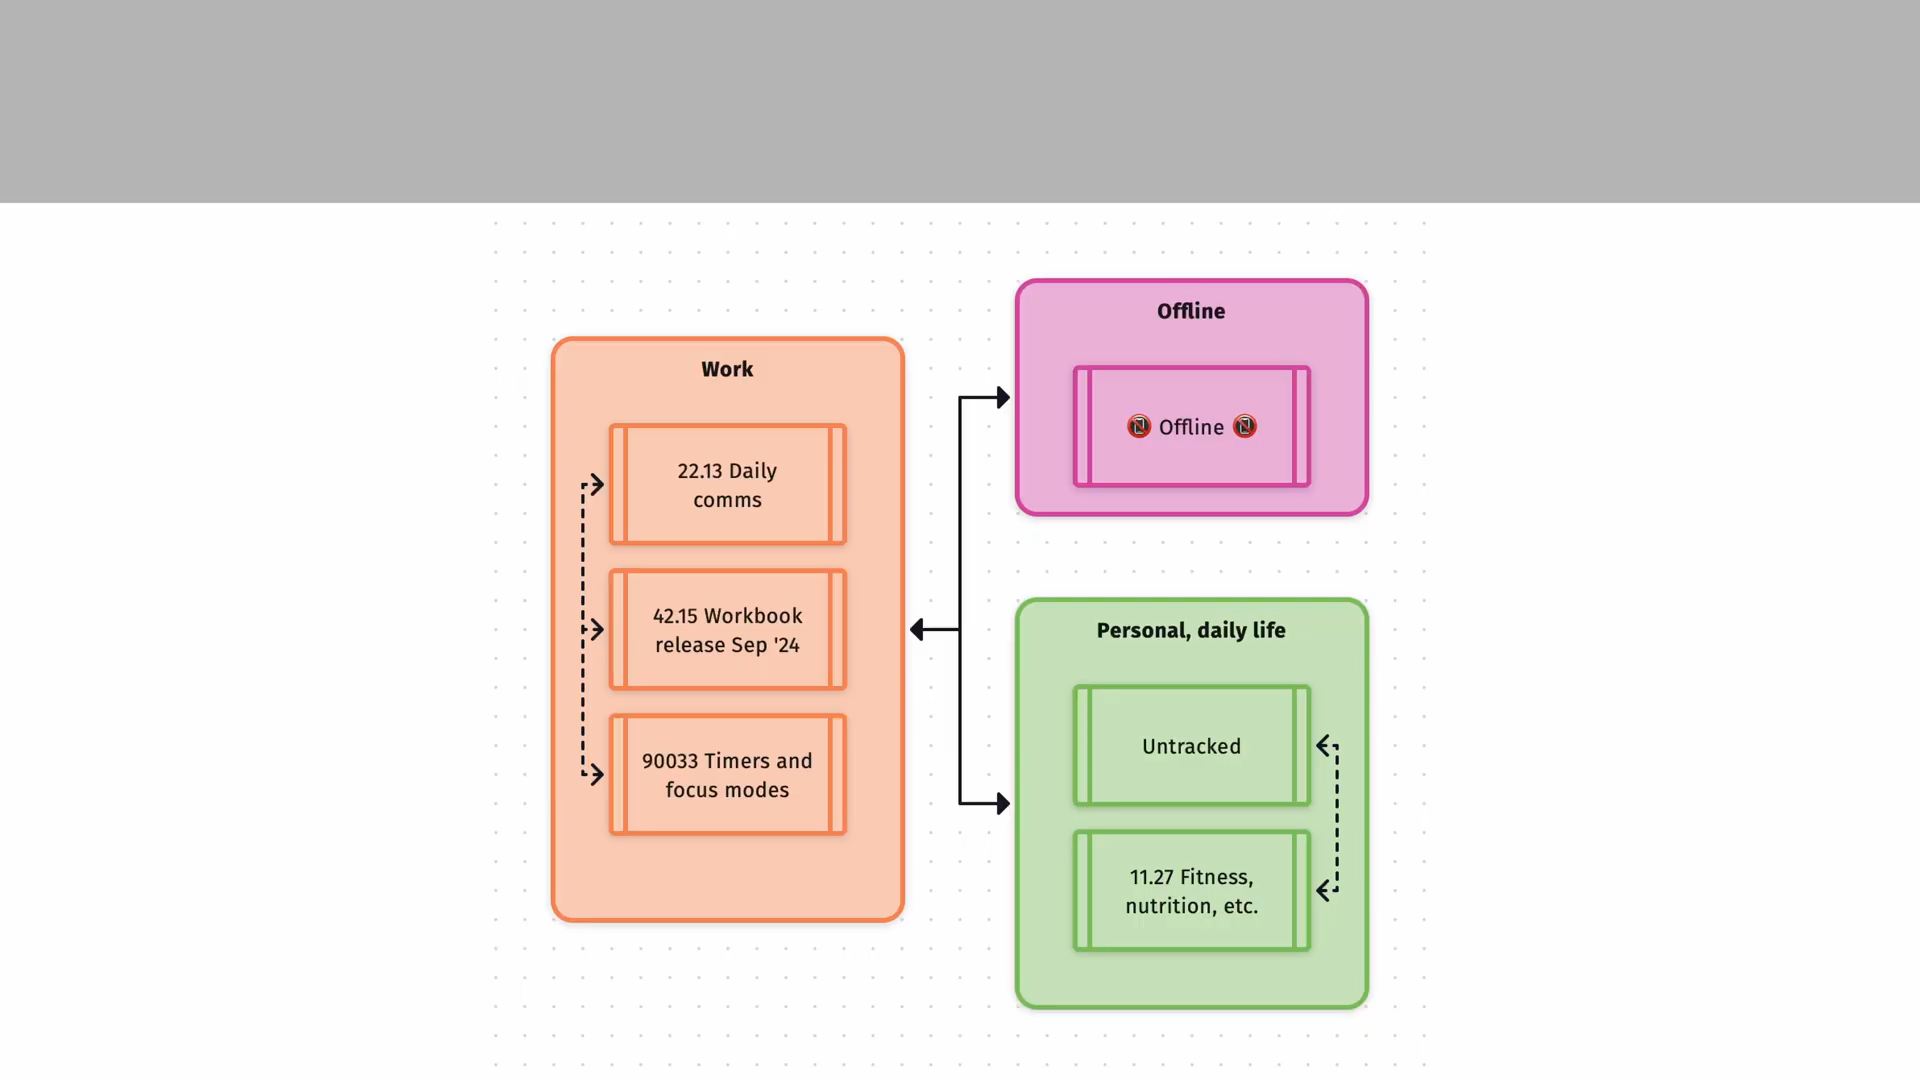 Work
22.13 Daily
comms
42.15 Workbook
release Sep '24
90033 Timers and
focus modes
Offline
📵 Offline 📵
Personal, daily life
Untracked
11.27 Fitness,
nutrition, etc.